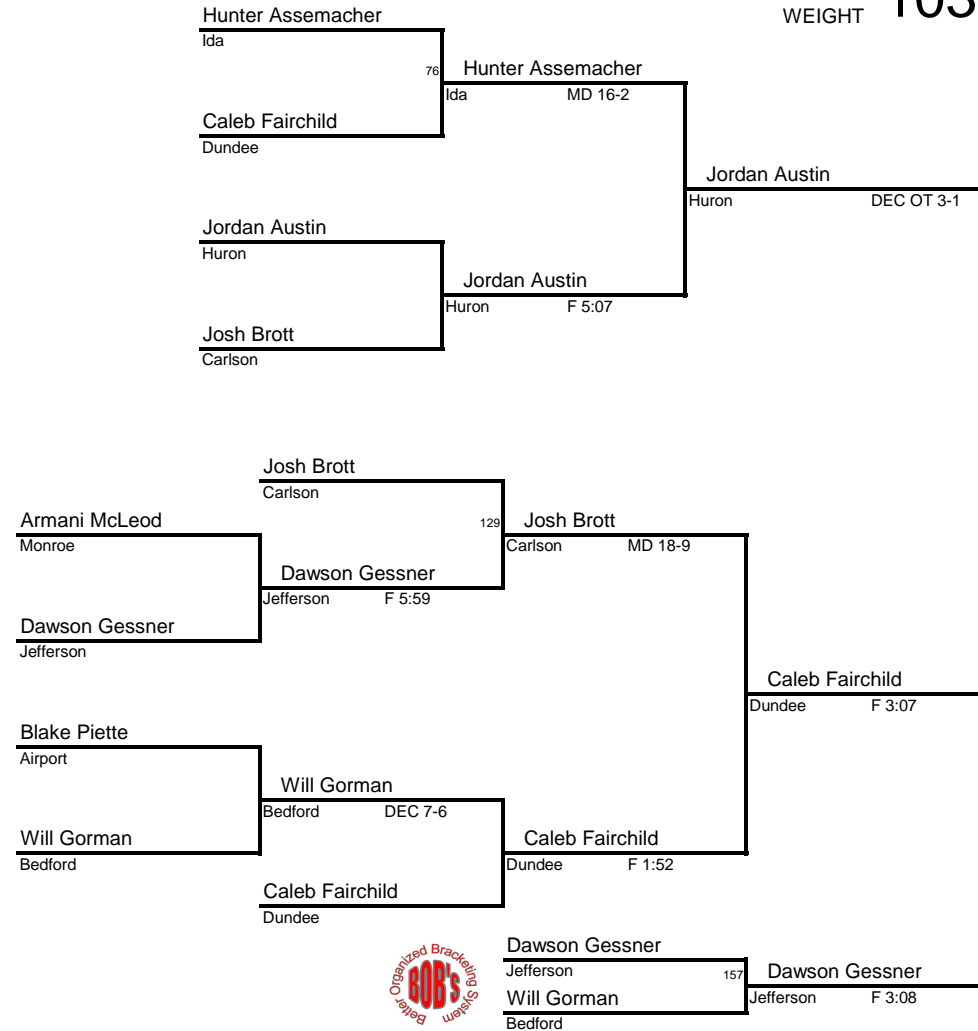 Hunter Assemacher
WEIGHT 103
Ida
76 Hunter Assemacher
Ida MD 16-2
Caleb Fairchild
Dundee
Jordan Austin
Huron DEC OT 3-1
Jordan Austin
Huron
Jordan Austin
Huron F 5:07
Josh Brott
Carlson
Josh Brott
Carlson
Armani McLeod
Monroe
129 Josh Brott
Carlson MD 18-9
Dawson Gessner
Jefferson F 5:59
Dawson Gessner
Jefferson
Caleb Fairchild
Dundee F 3:07
Blake Piette
Airport
Will Gorman
Bedford DEC 7-6
Will Gorman
Bedford
Caleb Fairchild
Dundee F 1:52
Caleb Fairchild
Dundee
Better Organized Bracketing System
BOB'S
Dawson Gessner
Jefferson
157 Dawson Gessner
Jefferson F 3:08
Will Gorman
Bedford